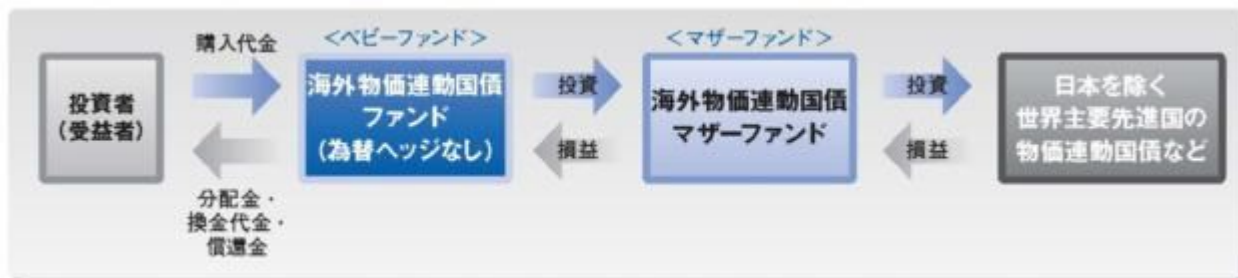 購入代金
<ベビーファンド>
<マザーファンド>
投資者
(受益者)
海外物価連動国債
ファンド
(為替ヘッジなし)
投資
損益
海外物価連動国債
マザーファンド
投資
損益
日本を除く
世界主要先進国の
物価連動国債など
分配金・
換金代金・
償還金